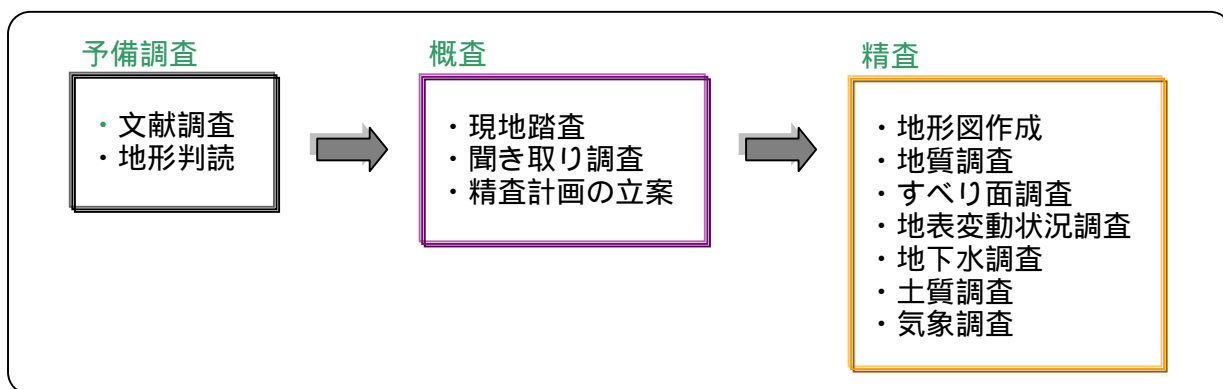 予備調査
・文献調査
・地形判読
概査
・現地踏査
・聞き取り調査
・精査計画の立案
精査
・地形図作成
・地質調査
・すべり面調査
・地表変動状況調査
・地下水調査
・土質調査
・気象調査